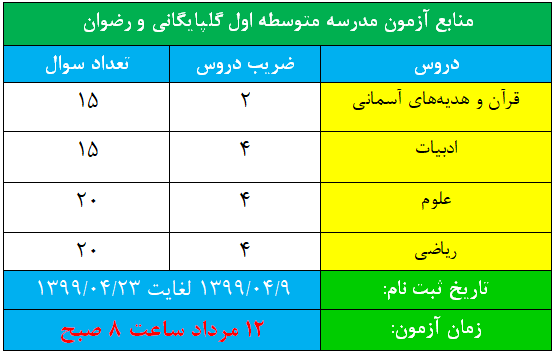 منابع آزمون مدرسه متوسطه اول گلپایگانی و رضوان
دروس ضریب دروس تعداد سوال
قرآن و هدیه‌های آسمانی ۲ ۱۵
ادبیات ۴ ۱۵
علوم ۴ ۲۰
ریاضی ۴ ۲۰
تاریخ ثبت نام: ۱۳۹۹/۰۴/۹ لغایت ۱۳۹۹/۰۴/۲۳
زمان آزمون: ۱۲ مرداد ساعت ۸ صبح